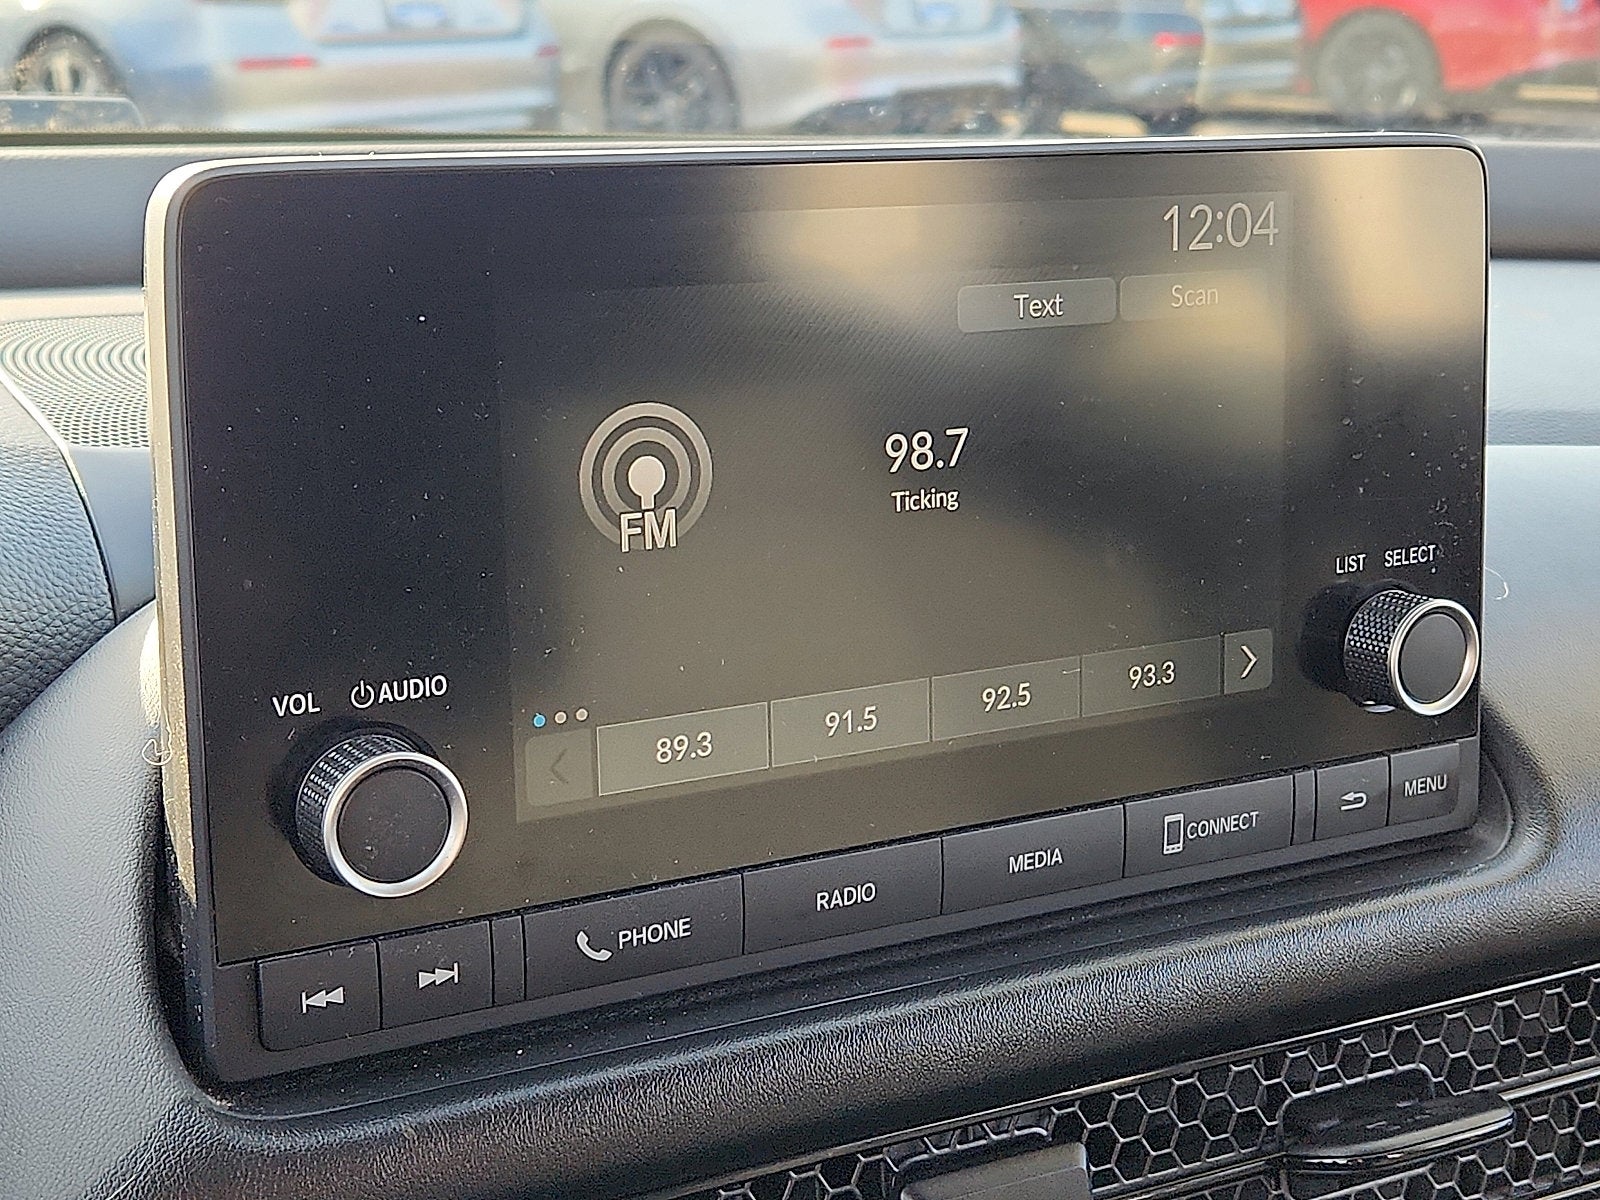 12:04
Text Scan
98.7
Ticking
FM
LIST SELECT
VOL AUDIO
89.3 91.5 92.5 93.3
PHONE RADIO MEDIA CONNECT MENU